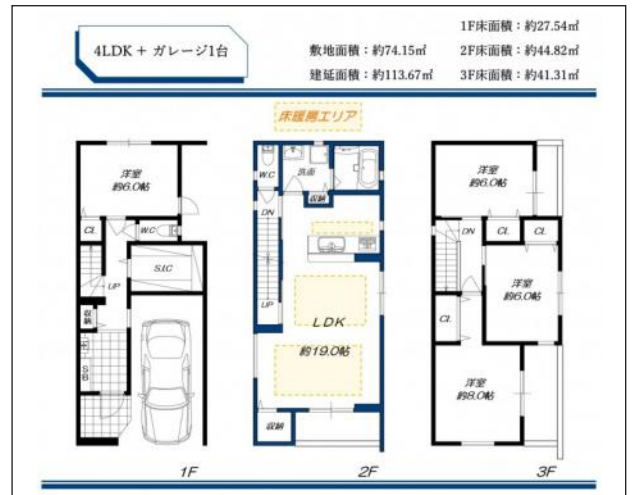 4LDK + ガレージ1台
1F床面積：約27.54㎡
敷地面積：約74.15㎡
2F床面積：約44.82㎡
建延面積：約113.67㎡
3F床面積：約41.31㎡
床暖房エリア
洋室
約6.0帖
CL
W.C
S.I.C
UP
収納
SB
1F
W.C
洗面
収納
DN
UP
LDK
約19.0帖
収納
2F
洋室
約6.0帖
DN
CL
CL
洋室
約6.0帖
CL
洋室
約8.0帖
3F